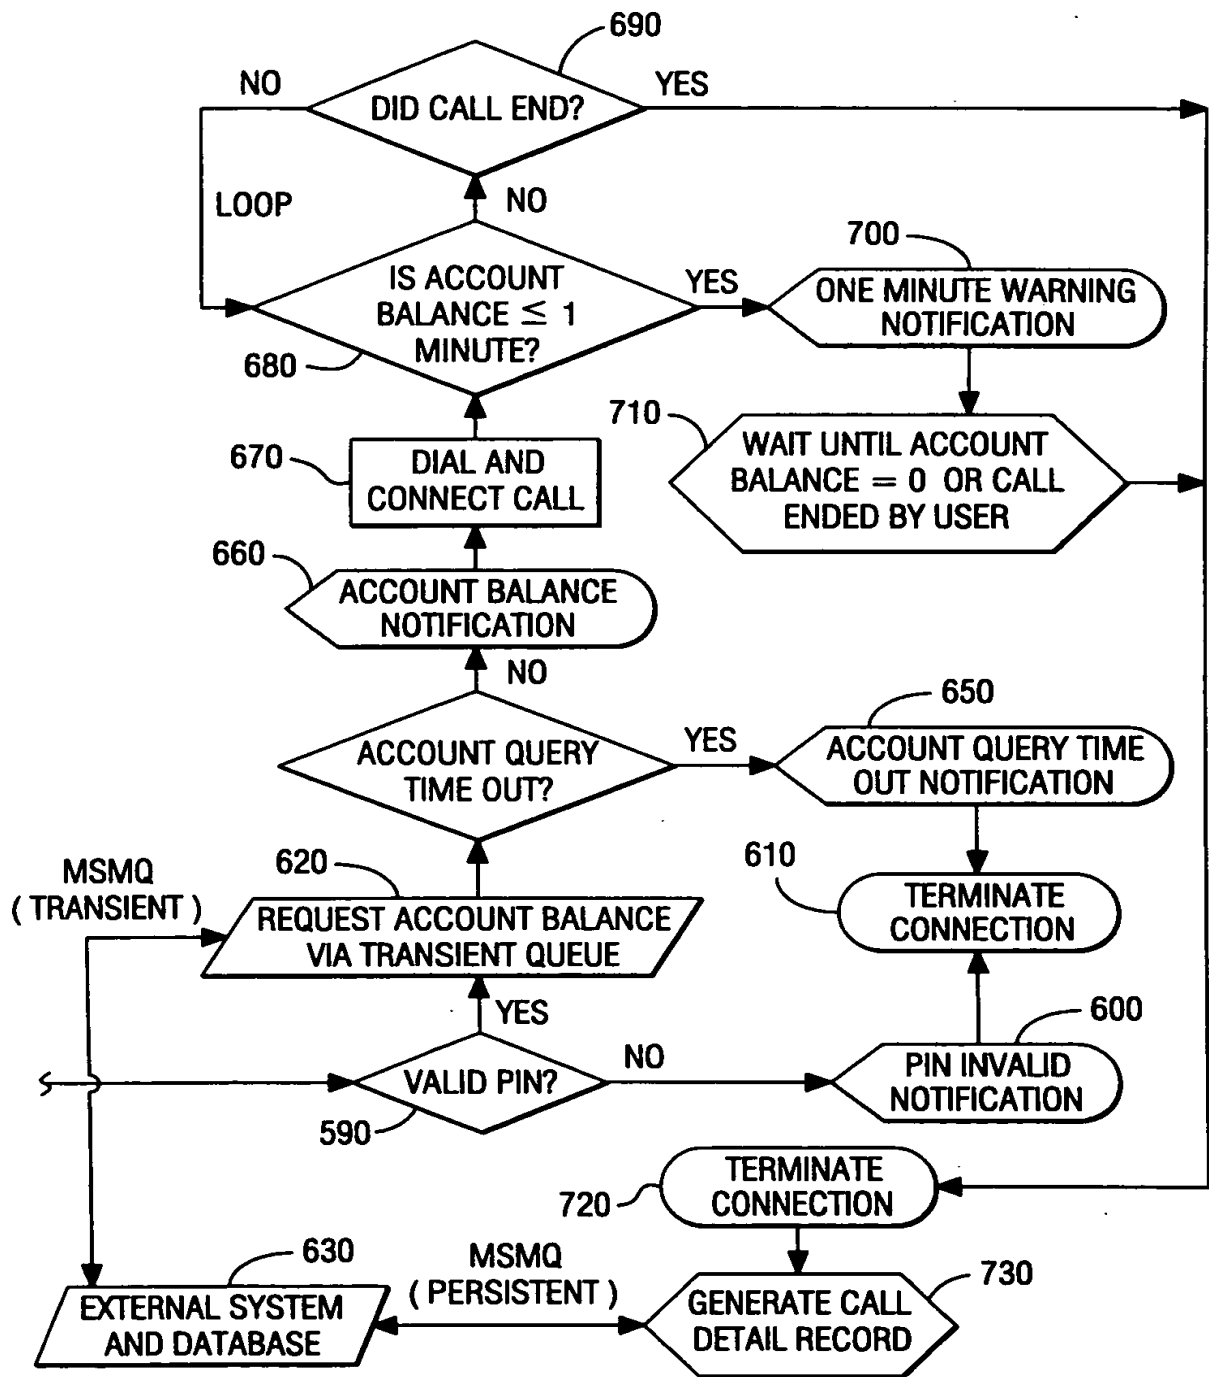 690
NO
YES
DID CALL END?
LOOP
NO
700
IS ACCOUNT
BALANCE ≤ 1
MINUTE?
YES
ONE MINUTE WARNING
NOTIFICATION
680
710
WAIT UNTIL ACCOUNT
BALANCE = 0 OR CALL
ENDED BY USER
670
DIAL AND
CONNECT CALL
660
ACCOUNT BALANCE
NOTIFICATION
NO
650
ACCOUNT QUERY
TIME OUT?
YES
ACCOUNT QUERY TIME
OUT NOTIFICATION
610
TERMINATE
CONNECTION
MSMQ
( TRANSIENT )
620
REQUEST ACCOUNT BALANCE
VIA TRANSIENT QUEUE
YES
600
VALID PIN?
NO
PIN INVALID
NOTIFICATION
590
TERMINATE
CONNECTION
720
630
MSMQ
( PERSISTENT )
730
EXTERNAL SYSTEM
AND DATABASE
GENERATE CALL
DETAIL RECORD